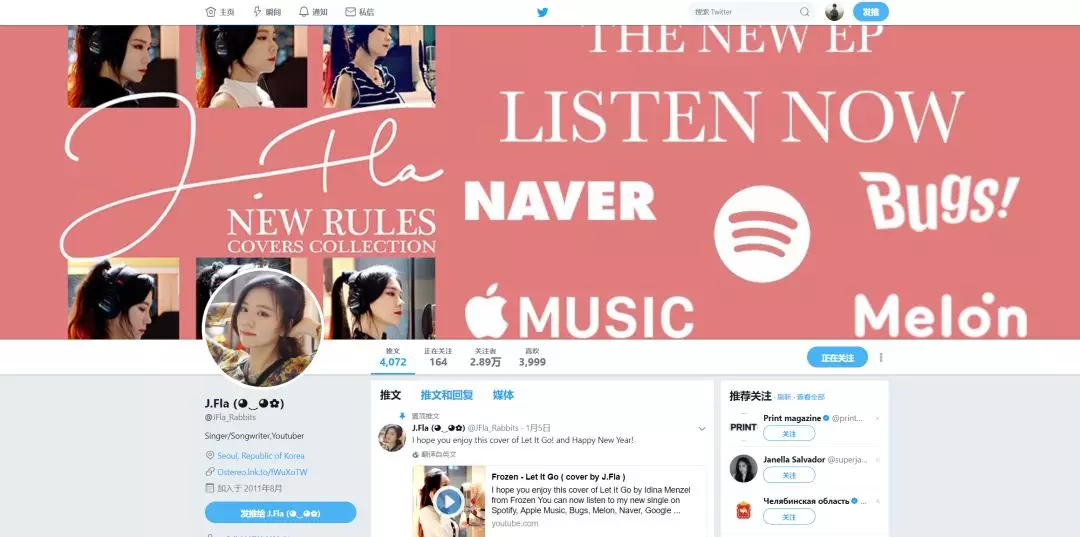 主页
瞬间
通知
私信
搜索 Twitter
发推
THE NEW EP
LISTEN NOW
J.Fla
NEW RULES
COVERS COLLECTION
NAVER
Bugs!
MUSIC
Melon
推文
4,072
正在关注
164
关注者
2.89万
喜欢
3,999
正在关注
J.Fla (◕‿◕✿)
@JFla_Rabbits
Singer/Songwriter,Youtuber
Seoul, Republic of Korea
Ostereo.lnk.to/IWuXoTW
加入于 2011年8月
发推给 J.Fla (◕‿◕✿)
推文
推文和回复
媒体
置顶推文
J.Fla (◕‿◕✿) @JFla_Rabbits · 1月5日
I hope you enjoy this cover of Let It Go! and Happy New Year!
翻译自英文
Frozen - Let It Go ( cover by J.Fla )
I hope you enjoy this cover of Let It Go by Idina Menzel
from Frozen You can now listen to my new single on
Spotify, Apple Music, Bugs, Melon, Naver, Google ...
youtube.com
推荐关注 · 刷新 · 查看全部
PRINT
Print magazine @print...
关注
Janella Salvador @superja...
关注
Челябинская область ...
关注